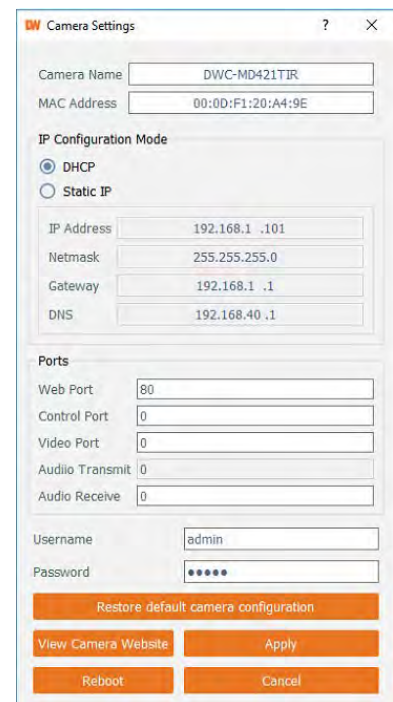 DW Camera Settings ? ×
Camera Name DWC-MD421TIR
MAC Address 00:0D:F1:20:A4:9E
IP Configuration Mode
DHCP
Static IP
IP Address 192.168.1 .101
Netmask 255.255.255.0
Gateway 192.168.1 .1
DNS 192.168.40 .1
Ports
Web Port 80
Control Port 0
Video Port 0
Audiio Transmit 0
Audio Receive 0
Username admin
Password •••••
Restore default camera configuration
View Camera Website Apply
Reboot Cancel